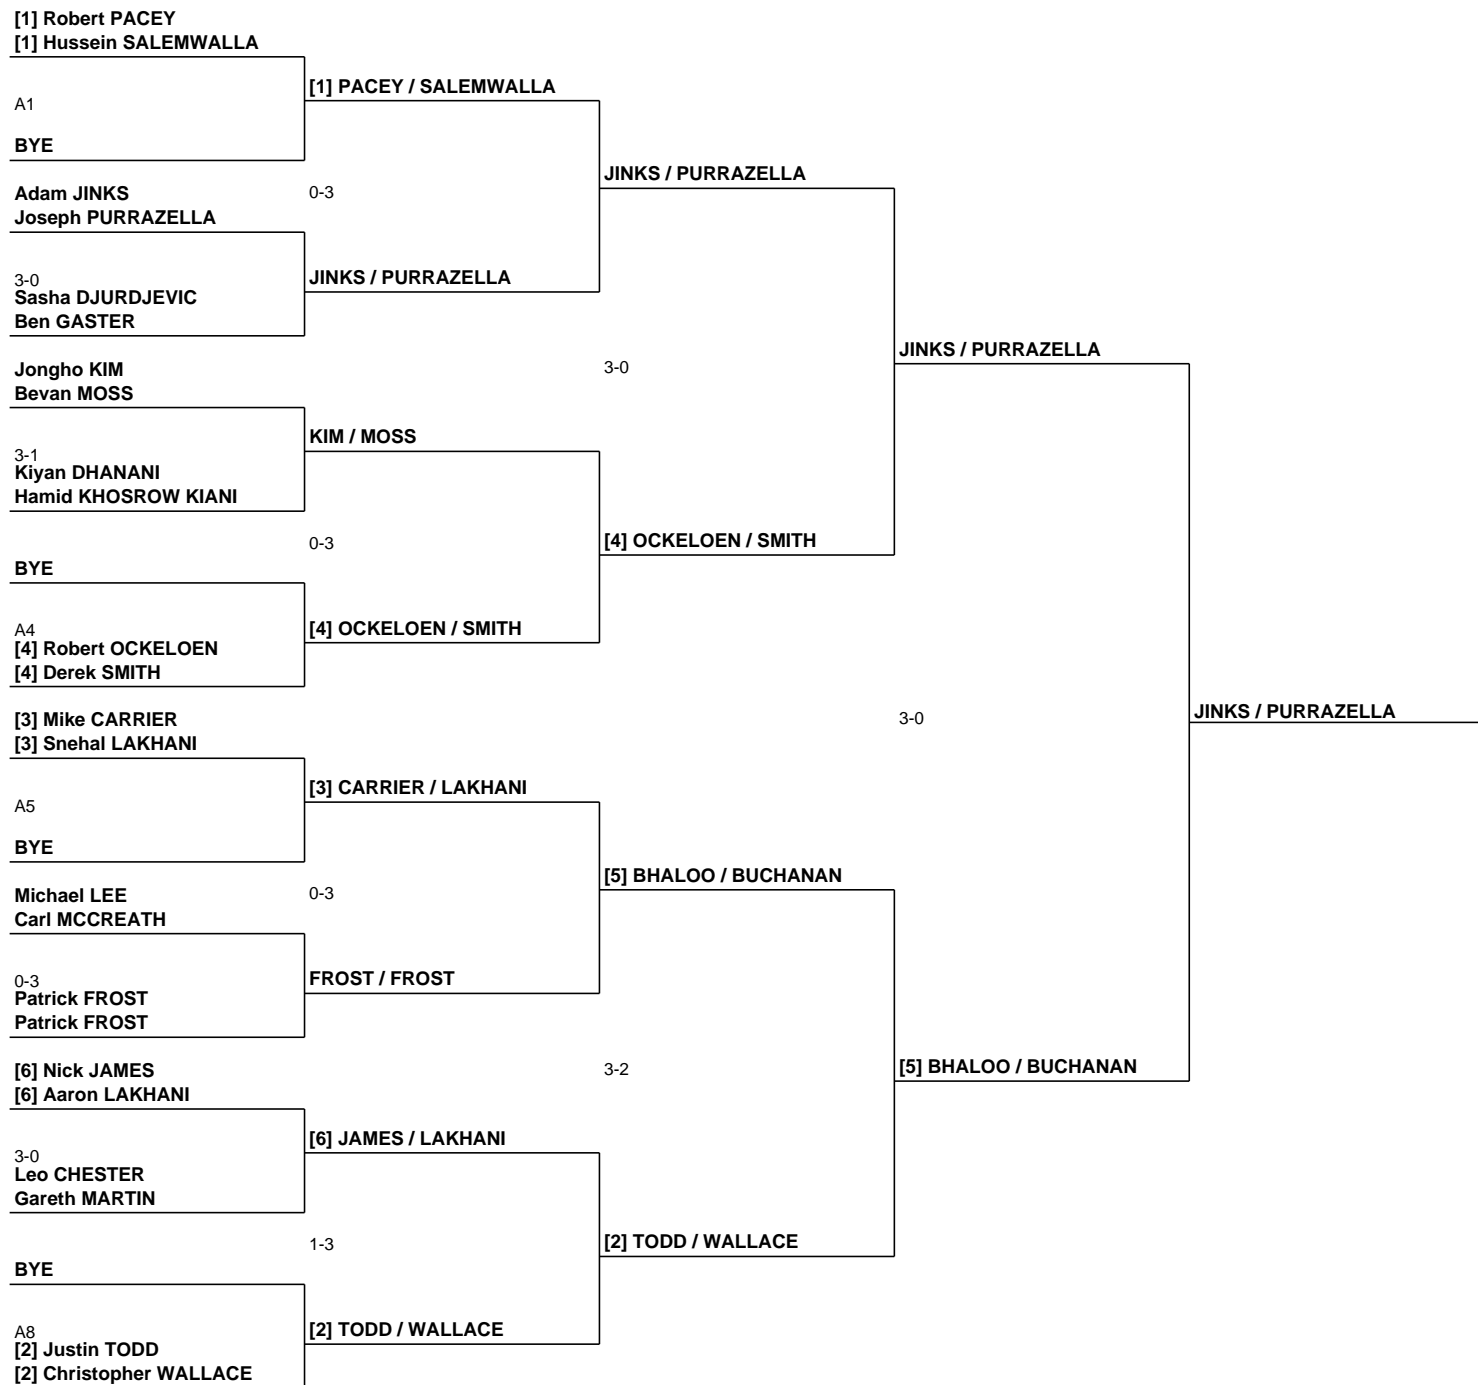 [1] Robert PACEY
[1] Hussein SALEMWALLA
[1] PACEY / SALEMWALLA
A1
BYE
JINKS / PURRAZELLA
Adam JINKS
0-3
Joseph PURRAZELLA
3-0
JINKS / PURRAZELLA
Sasha DJURDJEVIC
Ben GASTER
JINKS / PURRAZELLA
Jongho KIM
3-0
Bevan MOSS
KIM / MOSS
3-1
Kiyan DHANANI
Hamid KHOSROW KIANI
0-3
[4] OCKELOEN / SMITH
BYE
A4
[4] OCKELOEN / SMITH
[4] Robert OCKELOEN
[4] Derek SMITH
[3] Mike CARRIER
3-0
JINKS / PURRAZELLA
[3] Snehal LAKHANI
[3] CARRIER / LAKHANI
A5
BYE
[5] BHALOO / BUCHANAN
Michael LEE
0-3
Carl MCCREATH
0-3
FROST / FROST
Patrick FROST
Patrick FROST
[6] Nick JAMES
3-2
[5] BHALOO / BUCHANAN
[6] Aaron LAKHANI
[6] JAMES / LAKHANI
3-0
Leo CHESTER
Gareth MARTIN
1-3
[2] TODD / WALLACE
BYE
A8
[2] TODD / WALLACE
[2] Justin TODD
[2] Christopher WALLACE